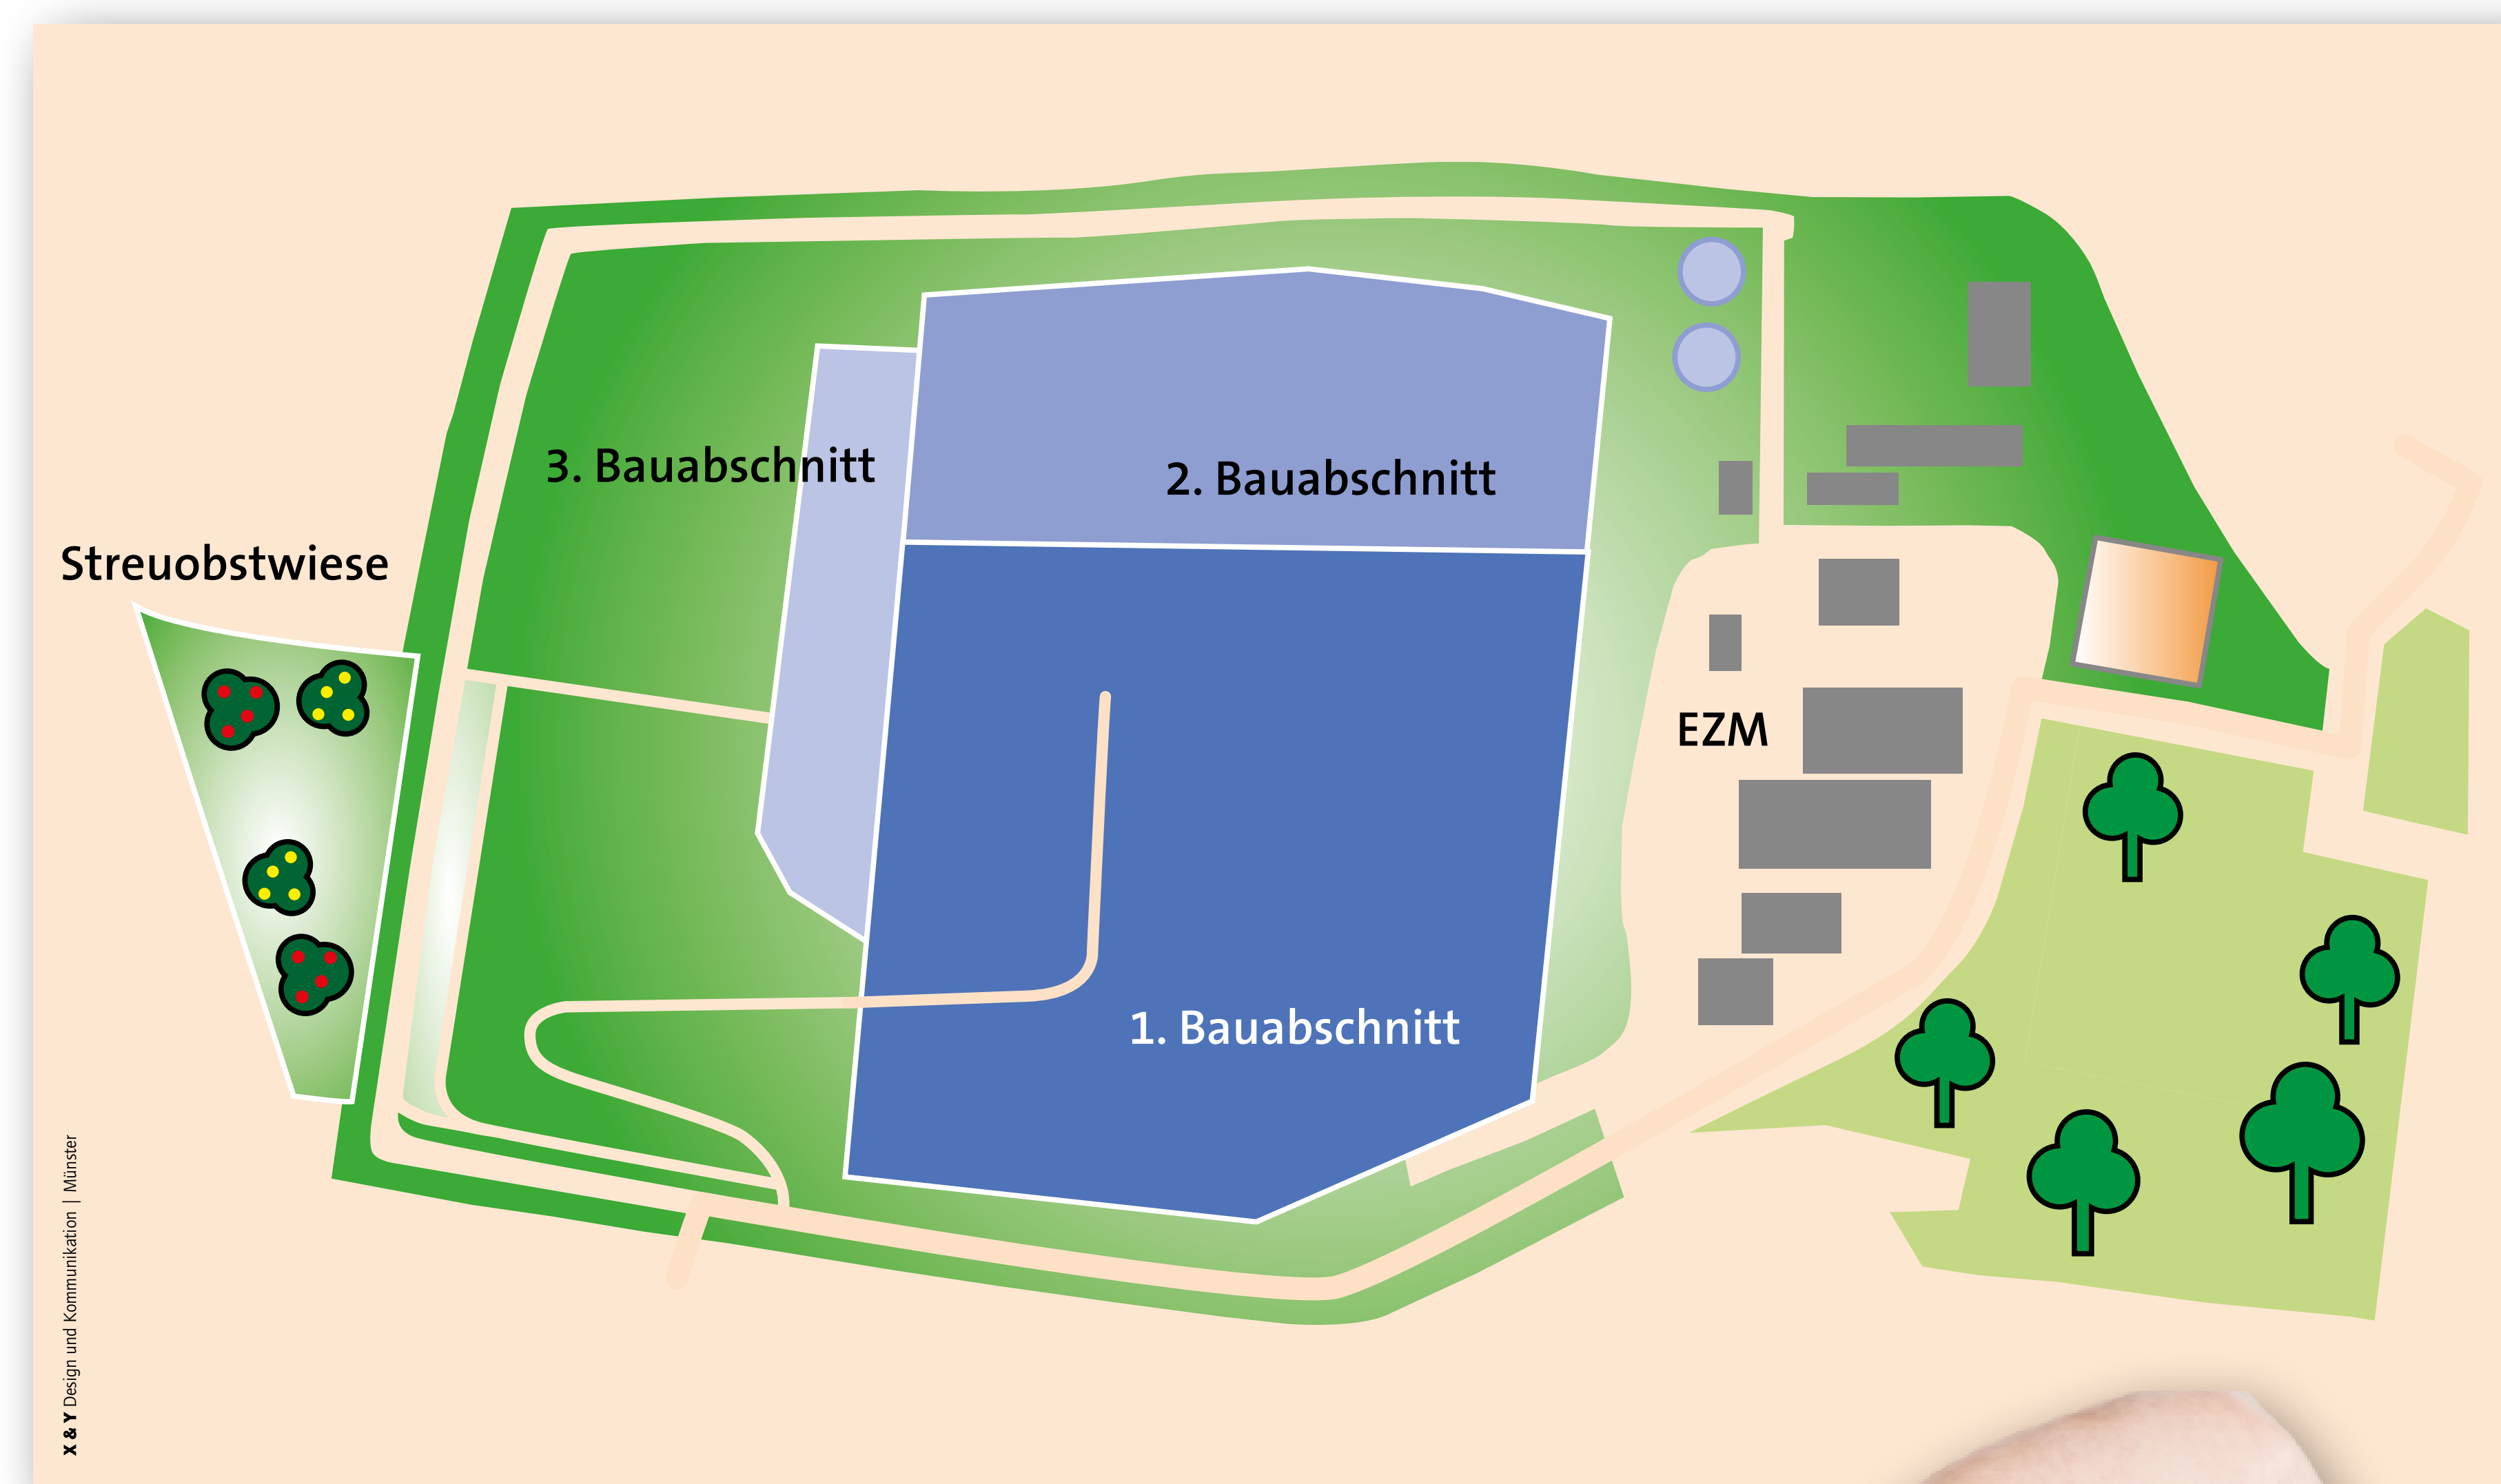 3. Bauabschnitt
2. Bauabschnitt
Streuobstwiese
EZM
1. Bauabschnitt
X & Y Design und Kommunikation | Münster